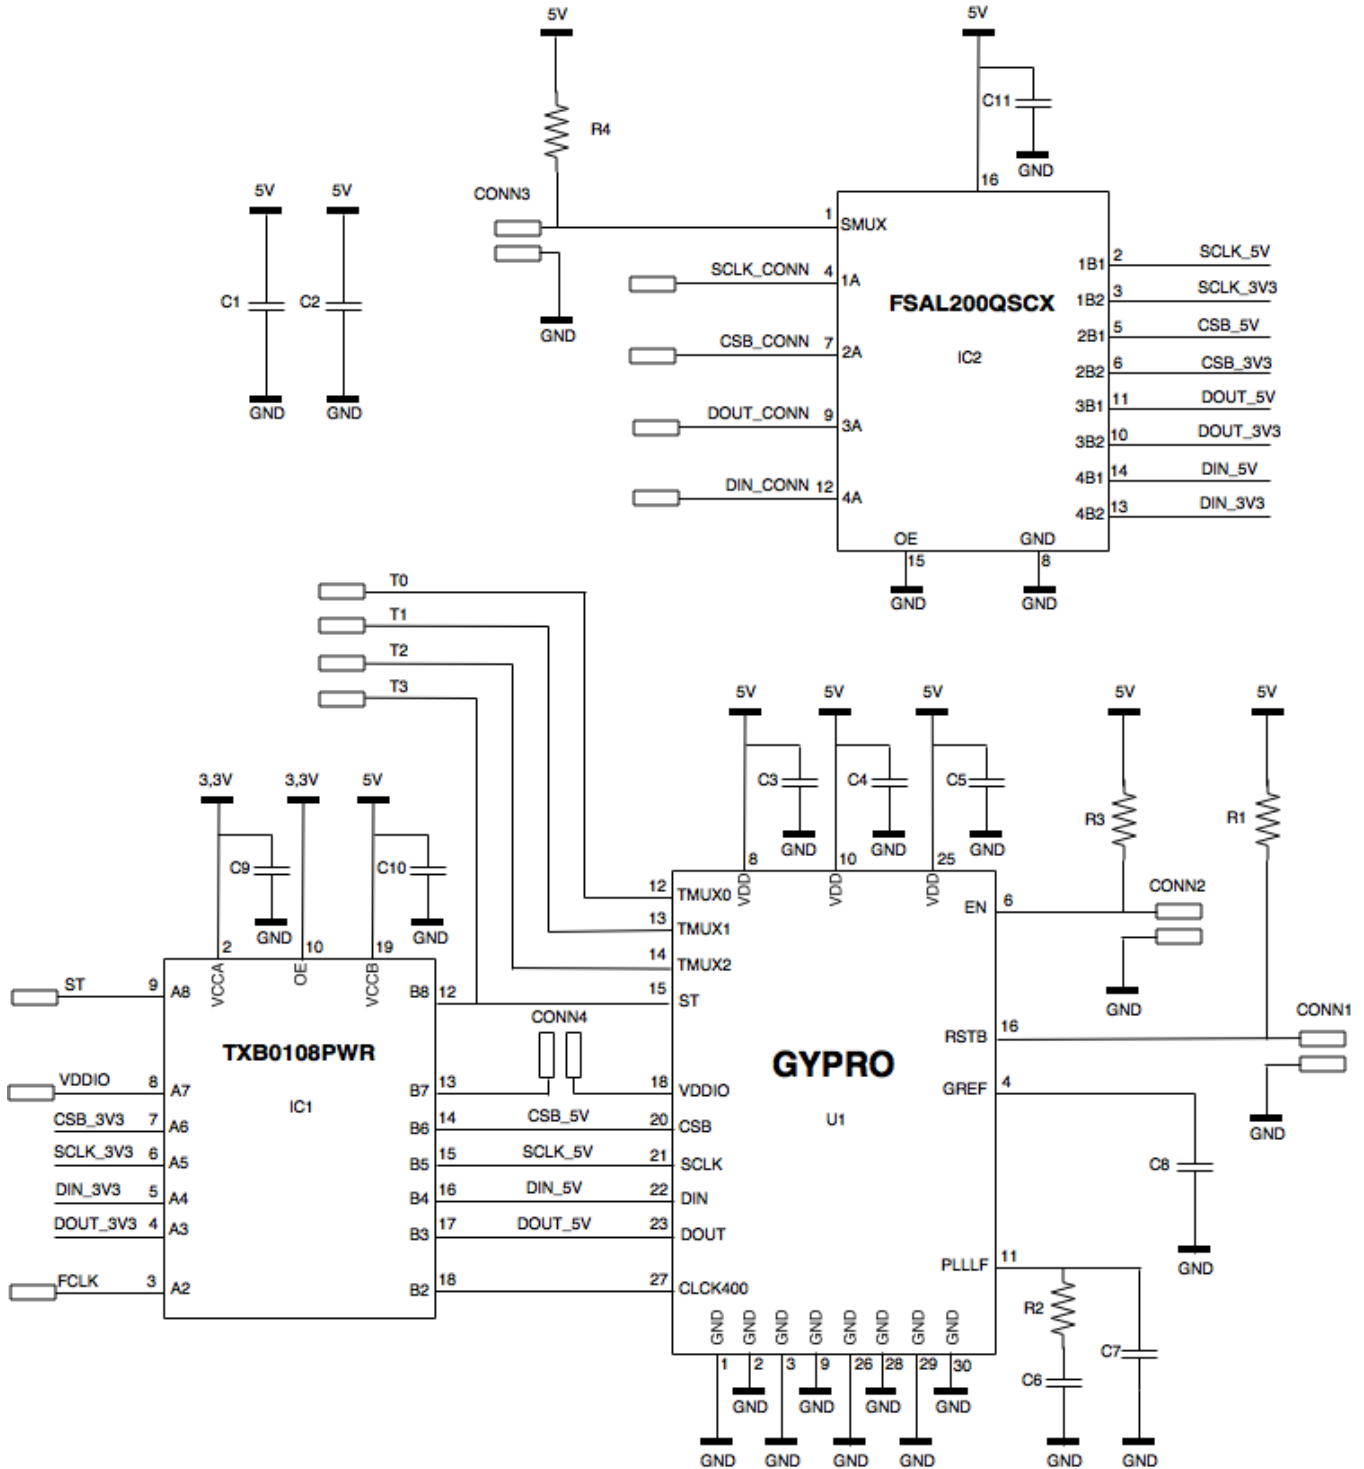 5V
R4
CONN3
GND
5V
C11
GND
16
5V
C1
GND
5V
C2
GND
1
SMUX
SCLK_CONN 4
1A
CSB_CONN 7
2A
DOUT_CONN 9
3A
DIN_CONN 12
4A
FSAL200QSCX
IC2
1B1 2 SCLK_5V
1B2 3 SCLK_3V3
2B1 5 CSB_5V
2B2 6 CSB_3V3
3B1 11 DOUT_5V
3B2 10 DOUT_3V3
4B1 14 DIN_5V
4B2 13 DIN_3V3
OE
15
GND
GND
8
GND
T0
T1
T2
T3
3,3V
C9
GND
2
VCCA
3,3V
10
OE
5V
C10
GND
19
VCCB
ST 9 A8
VDDIO 8 A7
CSB_3V3 7 A6
SCLK_3V3 6 A5
DIN_3V3 5 A4
DOUT_3V3 4 A3
FCLK 3 A2
TXB0108PWR
IC1
B8 12
B7 13
B6 14
B5 15
B4 16
B3 17
B2 18
CONN4
CSB_5V
SCLK_5V
DIN_5V
DOUT_5V
5V
C3
GND
8
VDD
5V
C4
GND
10
VDD
5V
C5
GND
25
VDD
12 TMUX0
13 TMUX1
14 TMUX2
15 ST
18 VDDIO
20 CSB
21 SCLK
22 DIN
23 DOUT
27 CLCK400
GYPRO
U1
EN 6
RSTB 16
GREF 4
PLLLF 11
5V
R3
CONN2
GND
5V
R1
CONN1
GND
C8
GND
R2
C6
GND
C7
GND
GND GND GND GND GND GND GND GND
1 2 3 9 26 28 29 30
GND GND GND GND
GND GND GND GND